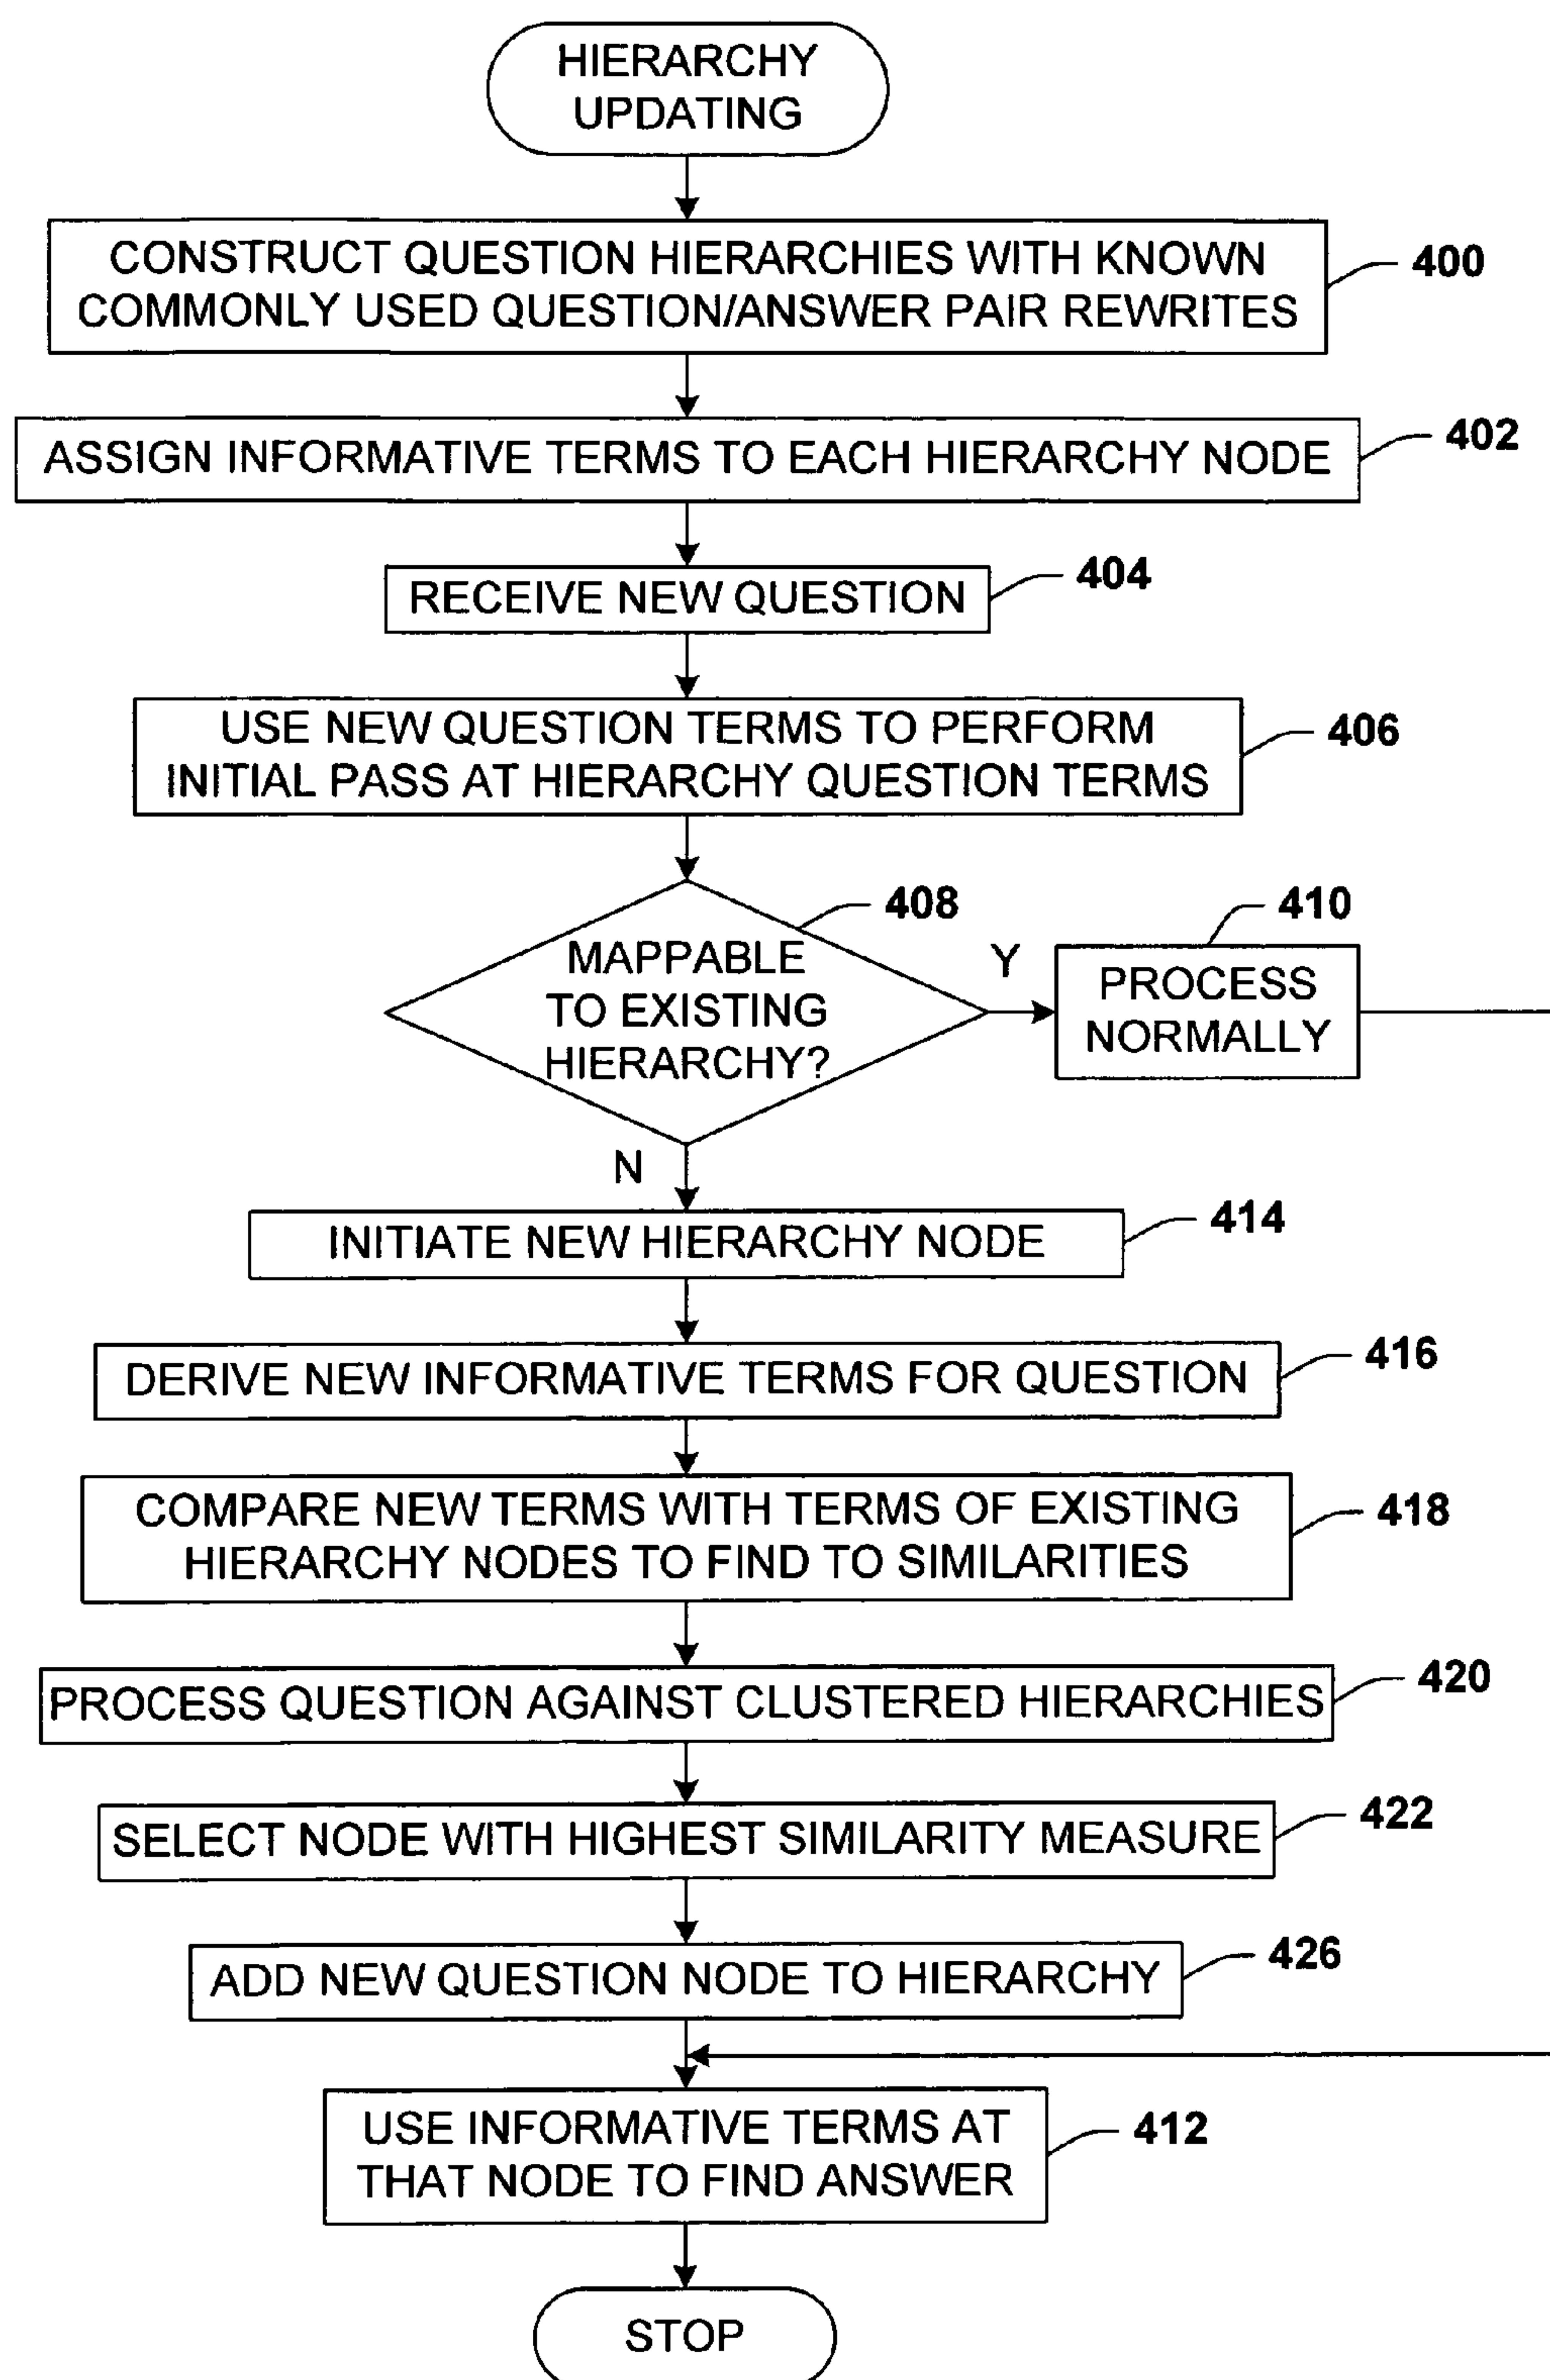 HIERARCHY
UPDATING
CONSTRUCT QUESTION HIERARCHIES WITH KNOWN
COMMONLY USED QUESTION/ANSWER PAIR REWRITES
400
ASSIGN INFORMATIVE TERMS TO EACH HIERARCHY NODE
402
RECEIVE NEW QUESTION
404
USE NEW QUESTION TERMS TO PERFORM
INITIAL PASS AT HIERARCHY QUESTION TERMS
406
MAPPABLE
TO EXISTING
HIERARCHY?
408
Y
PROCESS
NORMALLY
410
N
INITIATE NEW HIERARCHY NODE
414
DERIVE NEW INFORMATIVE TERMS FOR QUESTION
416
COMPARE NEW TERMS WITH TERMS OF EXISTING
HIERARCHY NODES TO FIND TO SIMILARITIES
418
PROCESS QUESTION AGAINST CLUSTERED HIERARCHIES
420
SELECT NODE WITH HIGHEST SIMILARITY MEASURE
422
ADD NEW QUESTION NODE TO HIERARCHY
426
USE INFORMATIVE TERMS AT
THAT NODE TO FIND ANSWER
412
STOP